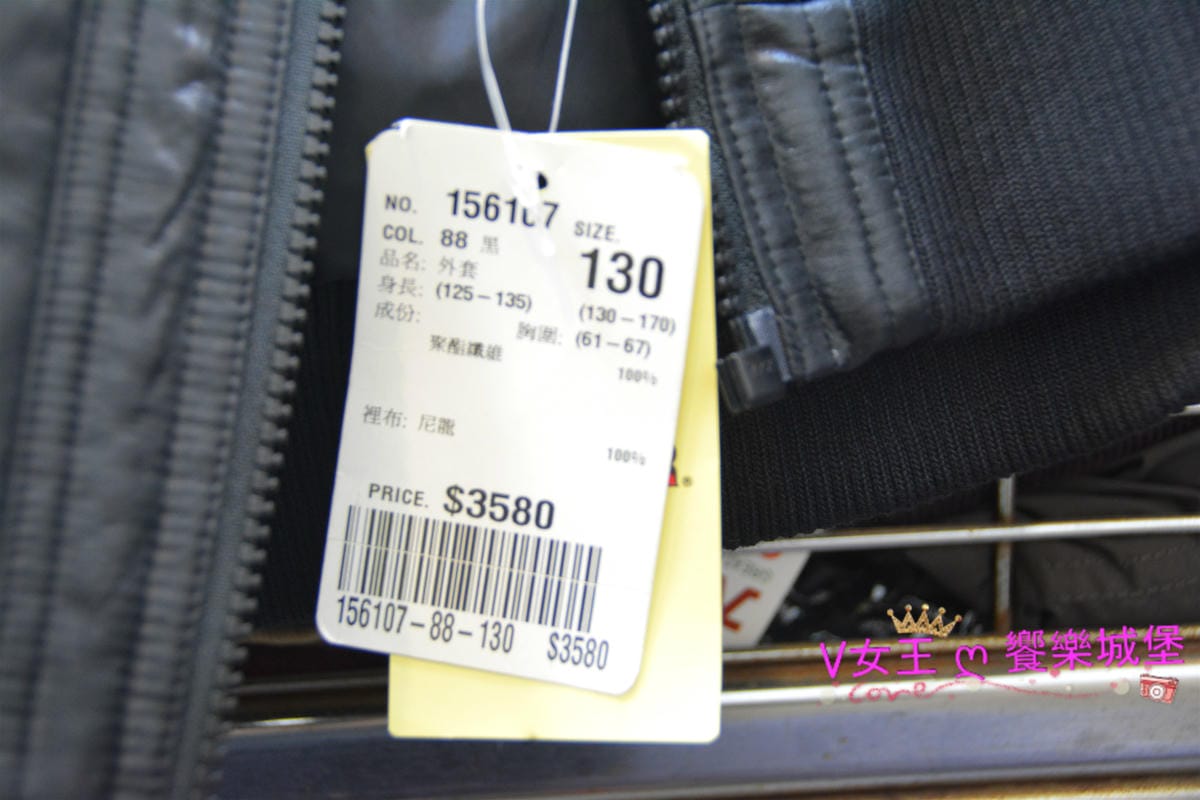 NO. 156107 SIZE.
COL. 88 黑 130
品名: 外套
身長: (125-135) (130-170)
成份: 胸圍: (61-67)
聚酯纖維 100%
裡布: 尼龍 100%
PRICE. $3580
156107-88-130 $3580
R®
V女王 ღ 饗樂城堡
Love